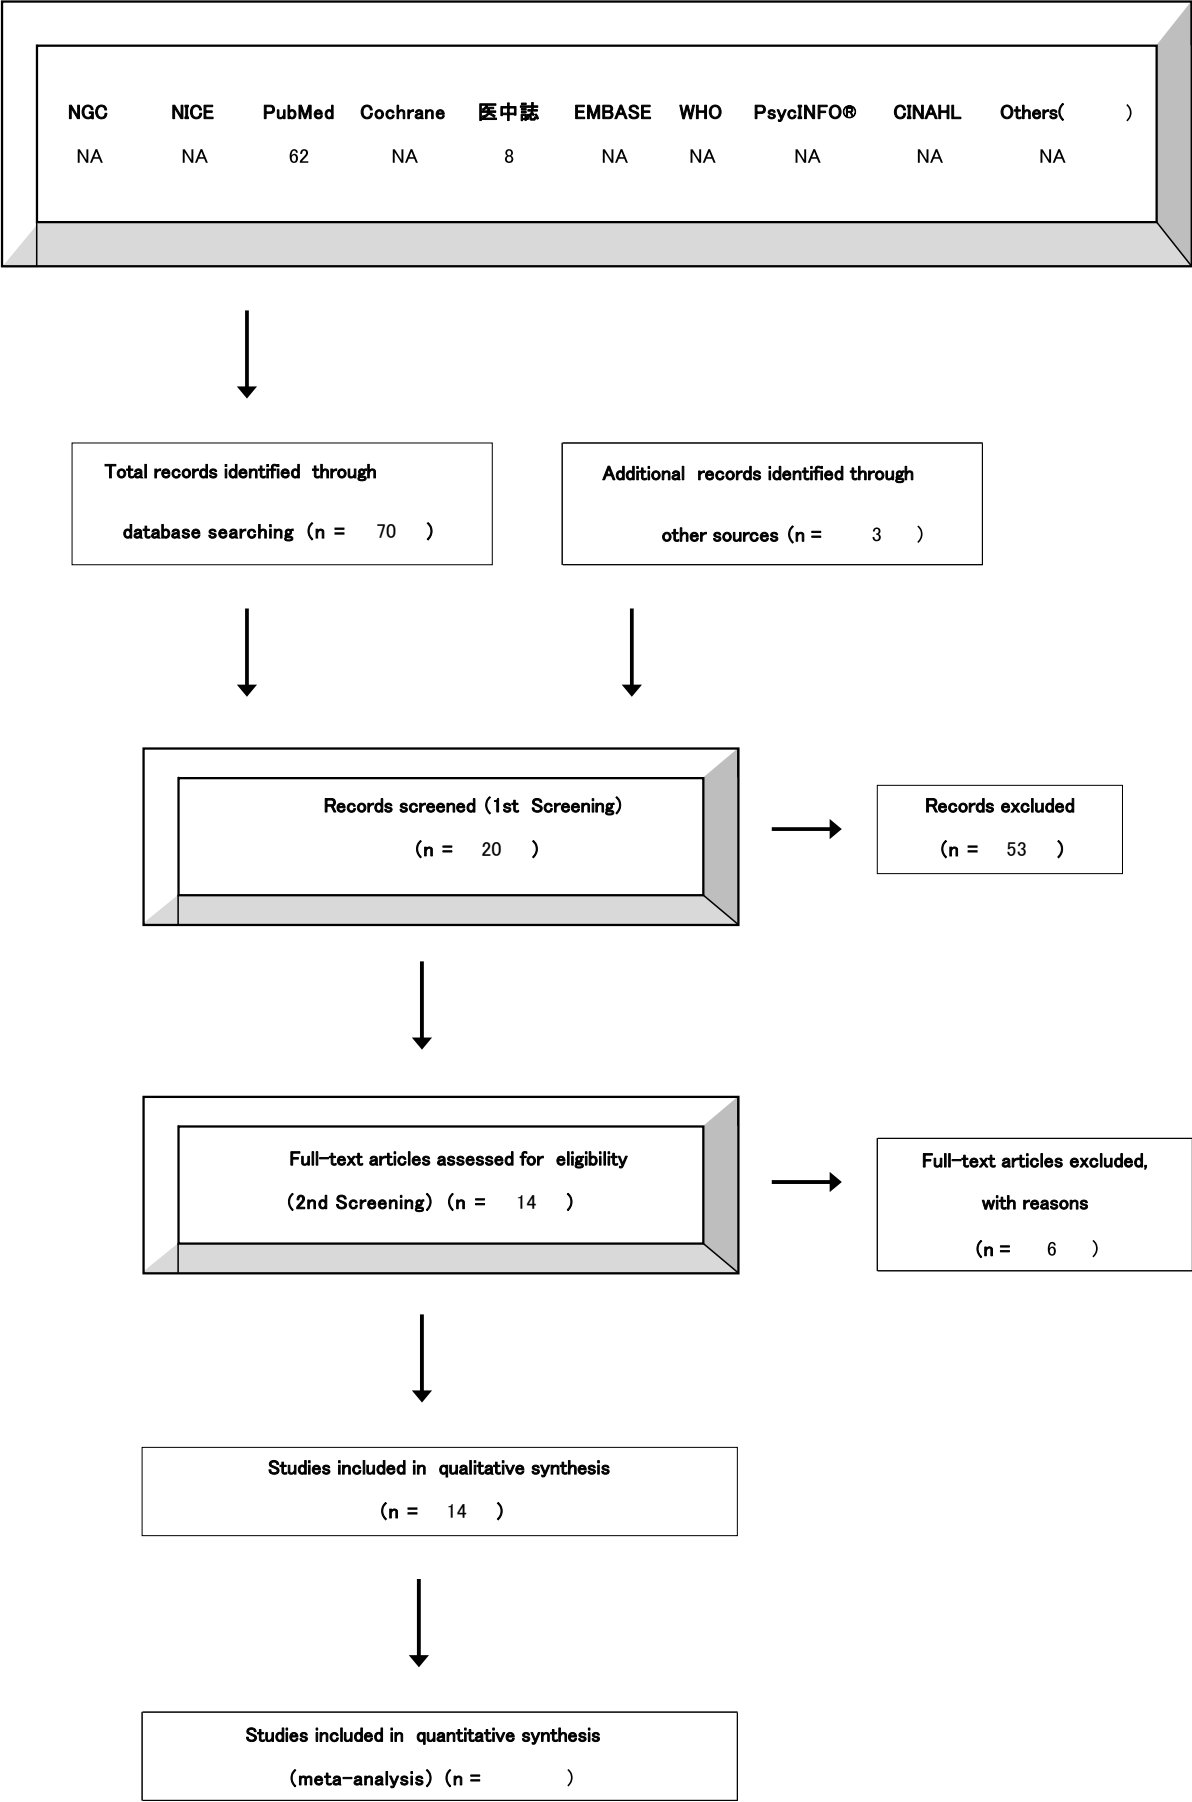 NGC NICE PubMed Cochrane 医中誌 EMBASE WHO PsycINFO® CINAHL Others( )
NA NA 62 NA 8 NA NA NA NA NA
Total records identified through
database searching (n = 70 )
Additional records identified through
other sources (n = 3 )
Records screened (1st Screening)
(n = 20 )
Records excluded
(n = 53 )
Full-text articles assessed for eligibility
(2nd Screening) (n = 14 )
Full-text articles excluded,
with reasons
(n = 6 )
Studies included in qualitative synthesis
(n = 14 )
Studies included in quantitative synthesis
(meta-analysis) (n = )